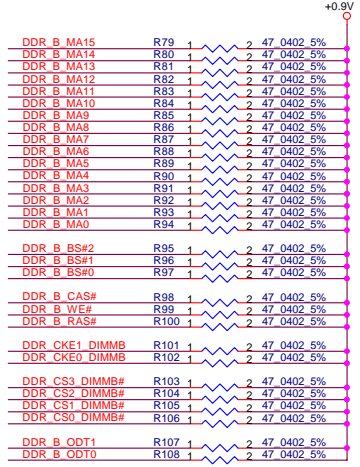 +0.9V
DDR_B_MA15 R79 1 2 47_0402_5%
DDR_B_MA14 R80 1 2 47_0402_5%
DDR_B_MA13 R81 1 2 47_0402_5%
DDR_B_MA12 R82 1 2 47_0402_5%
DDR_B_MA11 R83 1 2 47_0402_5%
DDR_B_MA10 R84 1 2 47_0402_5%
DDR_B_MA9 R85 1 2 47_0402_5%
DDR_B_MA8 R86 1 2 47_0402_5%
DDR_B_MA7 R87 1 2 47_0402_5%
DDR_B_MA6 R88 1 2 47_0402_5%
DDR_B_MA5 R89 1 2 47_0402_5%
DDR_B_MA4 R90 1 2 47_0402_5%
DDR_B_MA3 R91 1 2 47_0402_5%
DDR_B_MA2 R92 1 2 47_0402_5%
DDR_B_MA1 R93 1 2 47_0402_5%
DDR_B_MA0 R94 1 2 47_0402_5%
DDR_B_BS#2 R95 1 2 47_0402_5%
DDR_B_BS#1 R96 1 2 47_0402_5%
DDR_B_BS#0 R97 1 2 47_0402_5%
DDR_B_CAS# R98 1 2 47_0402_5%
DDR_B_WE# R99 1 2 47_0402_5%
DDR_B_RAS# R100 1 2 47_0402_5%
DDR_CKE1_DIMMB R101 1 2 47_0402_5%
DDR_CKE0_DIMMB R102 1 2 47_0402_5%
DDR_CS3_DIMMB# R103 1 2 47_0402_5%
DDR_CS2_DIMMB# R104 1 2 47_0402_5%
DDR_CS1_DIMMB# R105 1 2 47_0402_5%
DDR_CS0_DIMMB# R106 1 2 47_0402_5%
DDR_B_ODT1 R107 1 2 47_0402_5%
DDR_B_ODT0 R108 1 2 47_0402_5%